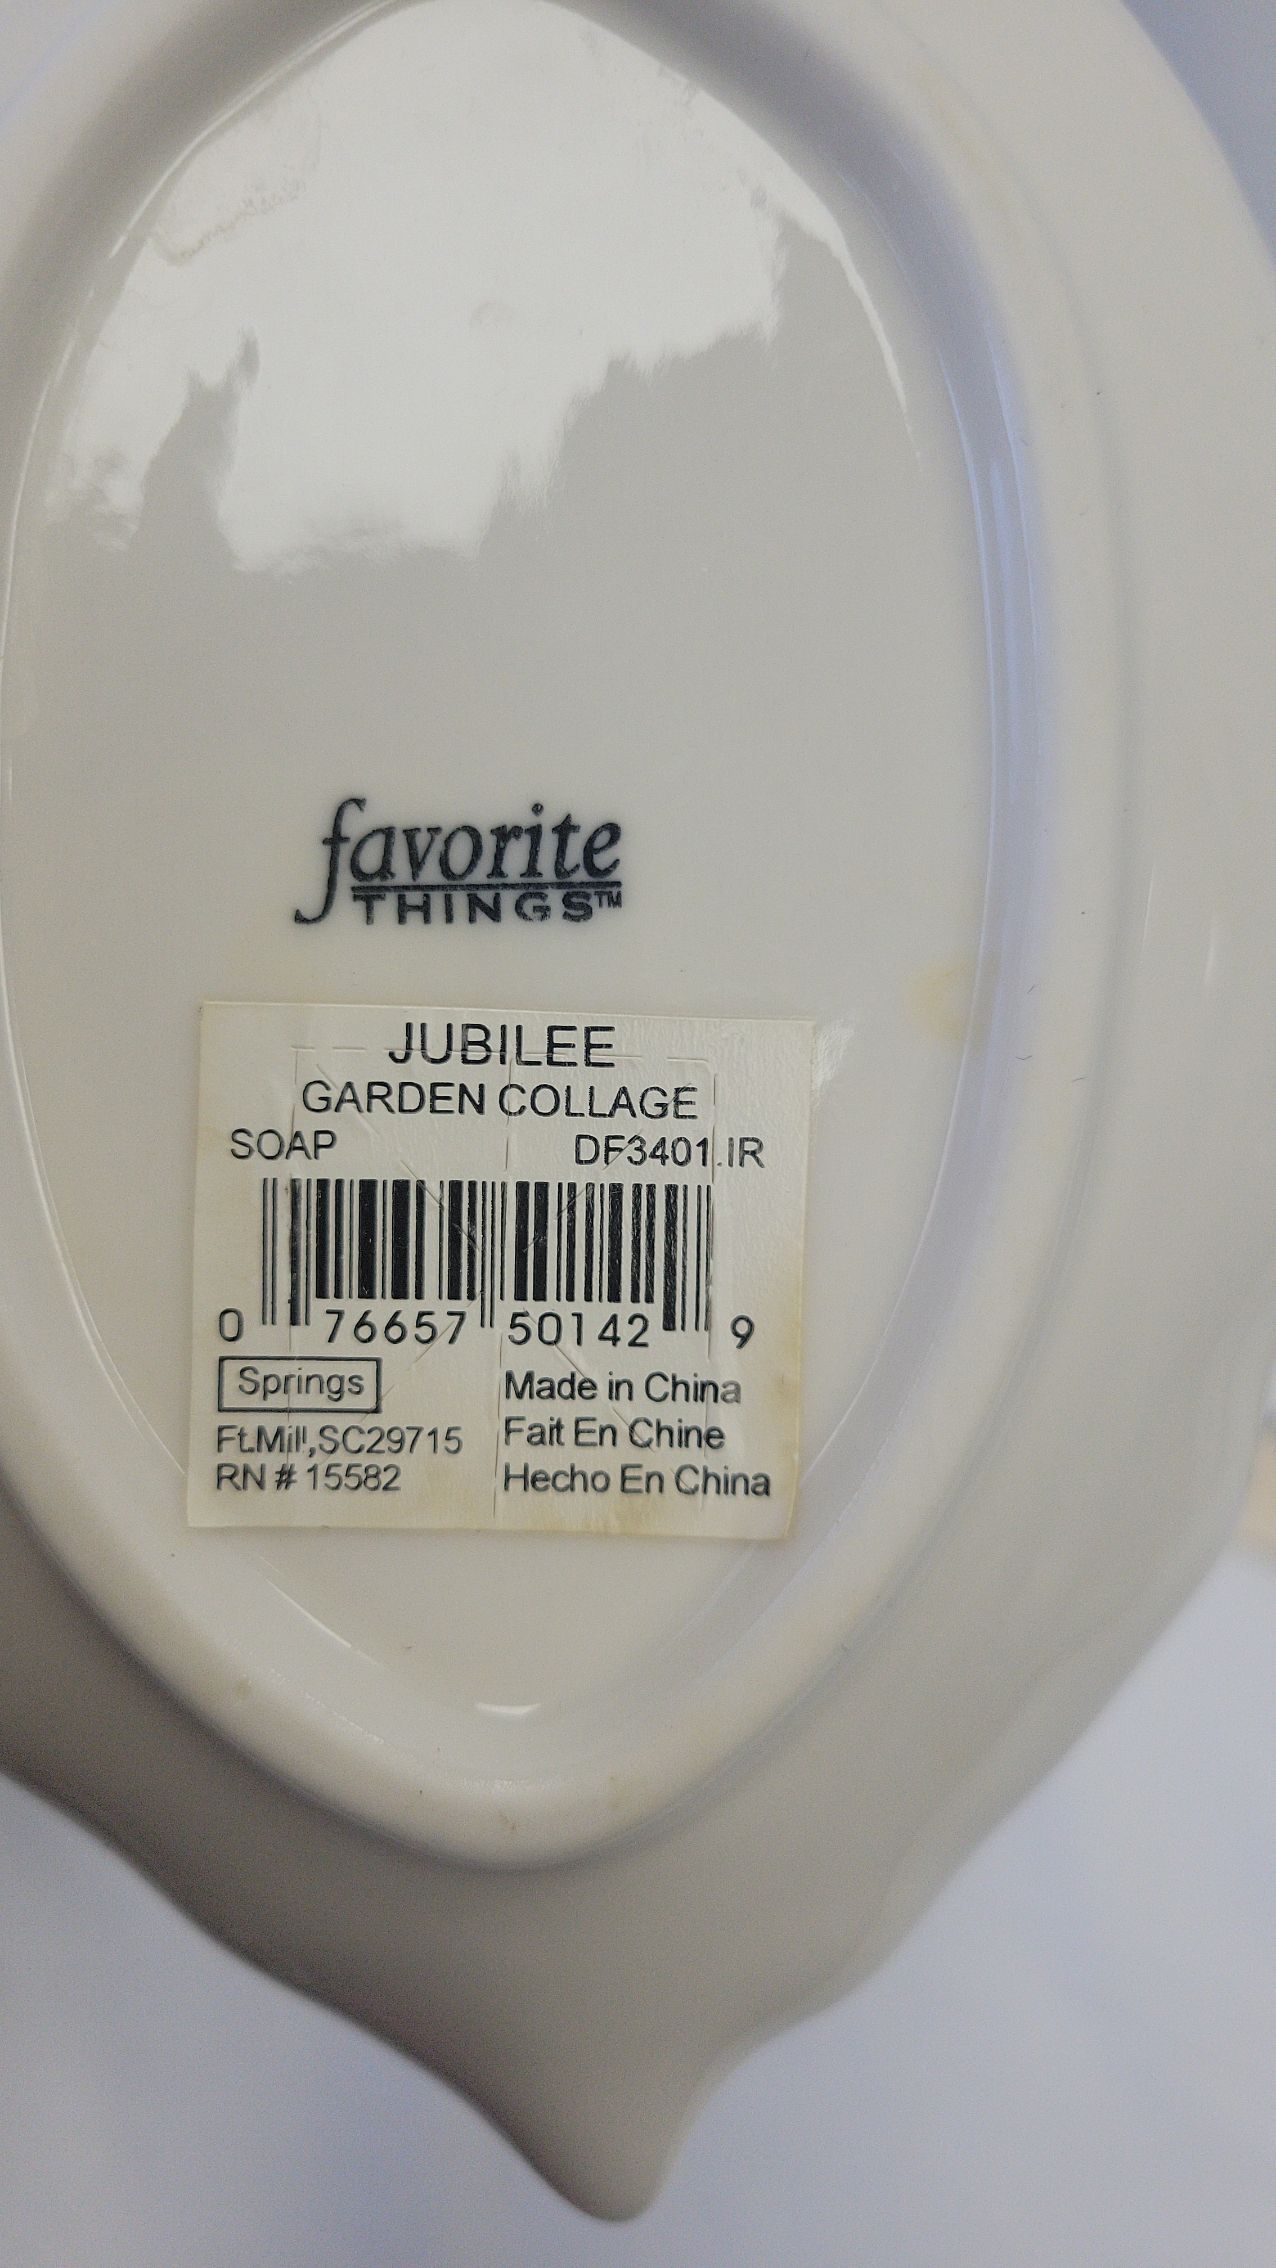 favorite
THINGS™
JUBILEE
GARDEN COLLAGE
SOAP DF3401.IR
0 76657 50142 9
Springs Made in China
Ft.Mill,SC29715 Fait En Chine
RN # 15582 Hecho En China